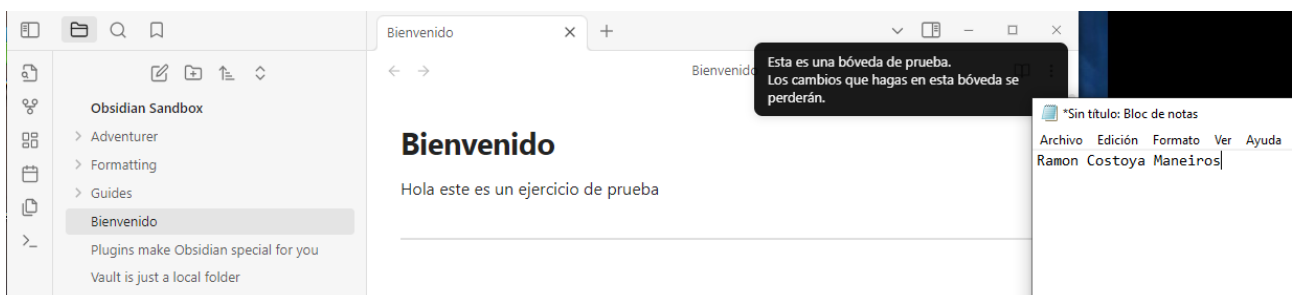 Bienvenido
Obsidian Sandbox
Adventurer
Formatting
Guides
Bienvenido
Plugins make Obsidian special for you
Vault is just a local folder
Bienvenido
Esta es una bóveda de prueba.
Los cambios que hagas en esta bóveda se
perderán.
Bienvenido
Hola este es un ejercicio de prueba
*Sin título: Bloc de notas
Archivo Edición Formato Ver Ayuda
Ramon Costoya Maneiros